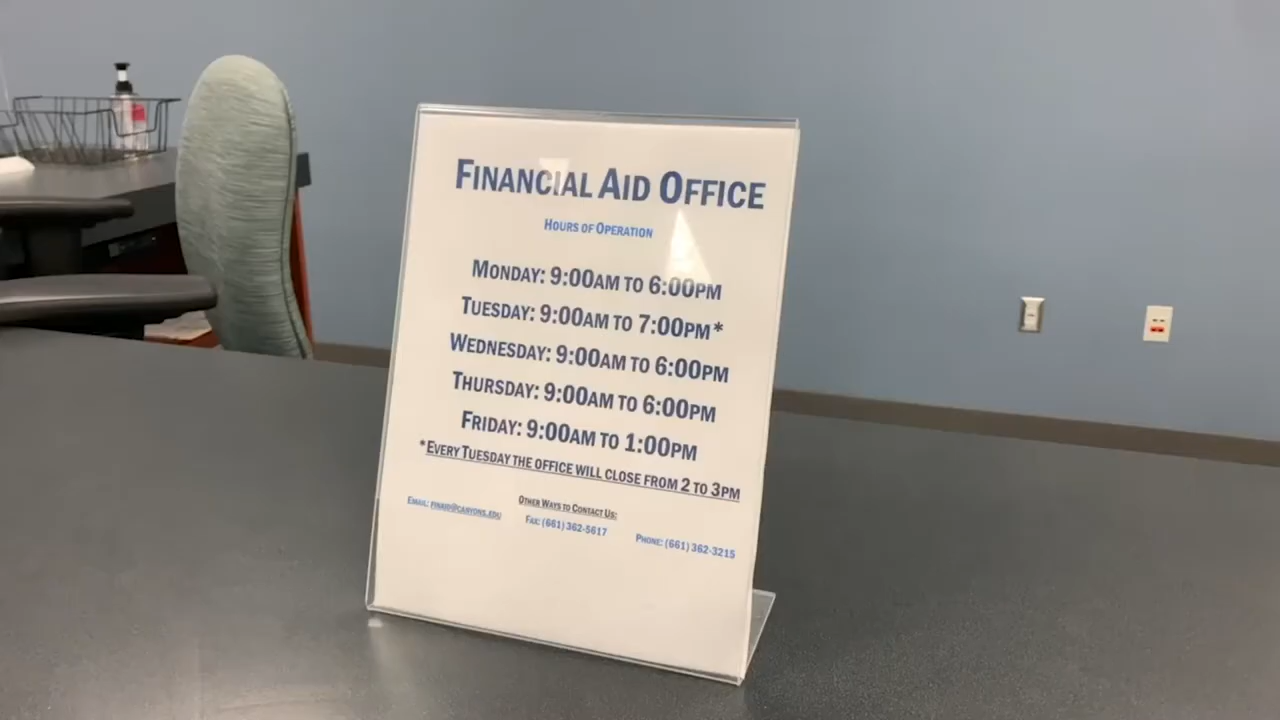 FINANCIAL AID OFFICE
HOURS OF OPERATION
MONDAY: 9:00AM TO 6:00PM
TUESDAY: 9:00AM TO 7:00PM*
WEDNESDAY: 9:00AM TO 6:00PM
THURSDAY: 9:00AM TO 6:00PM
FRIDAY: 9:00AM TO 1:00PM
*EVERY TUESDAY THE OFFICE WILL CLOSE FROM 2 TO 3PM
OTHER WAYS TO CONTACT US:
EMAIL: FINAID@CANYONS.EDU FAX: (661) 362-5617 PHONE: (661) 362-3215